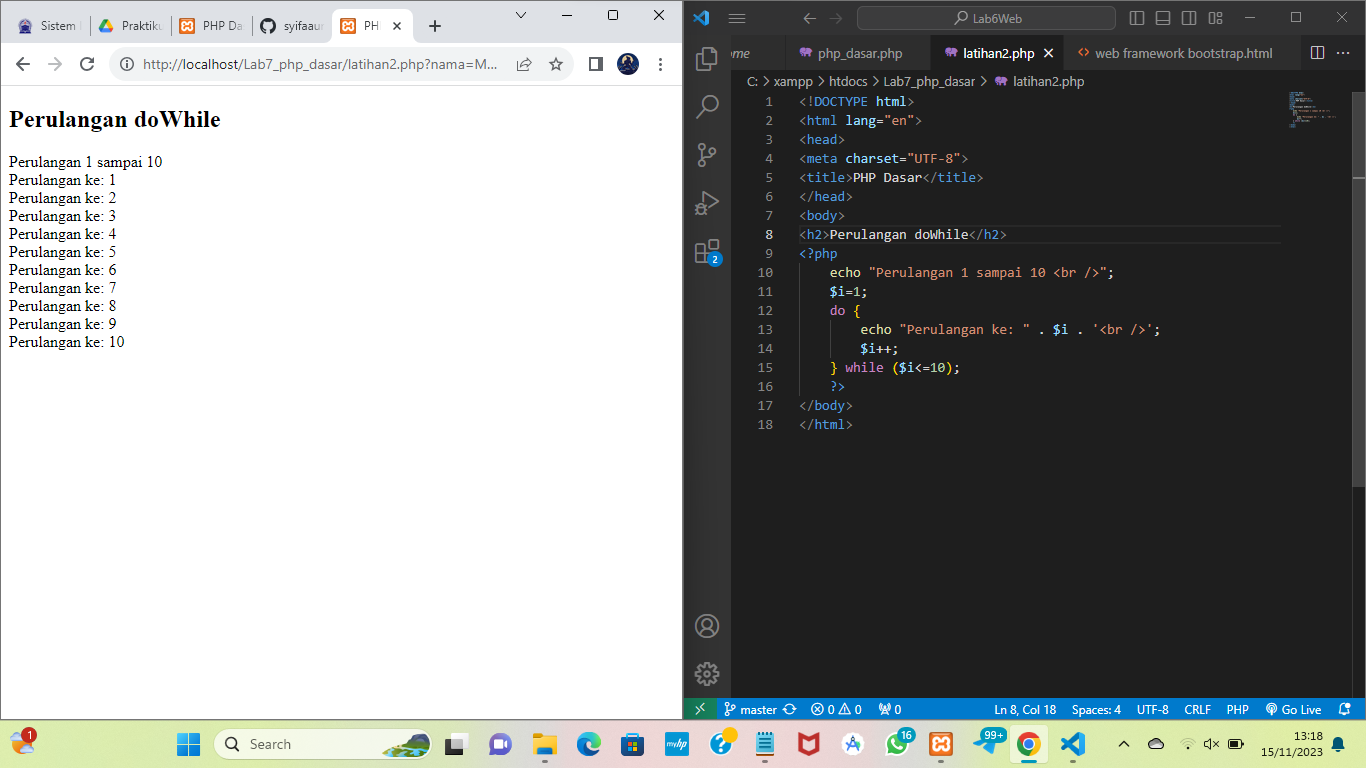 Sistem
Praktiku
PHP Da
syifaaur
PH
http://localhost/Lab7_php_dasar/latihan2.php?nama=M...
Perulangan doWhile
Perulangan 1 sampai 10
Perulangan ke: 1
Perulangan ke: 2
Perulangan ke: 3
Perulangan ke: 4
Perulangan ke: 5
Perulangan ke: 6
Perulangan ke: 7
Perulangan ke: 8
Perulangan ke: 9
Perulangan ke: 10
Lab6Web
ome php_dasar.php latihan2.php <> web framework bootstrap.html
C: > xampp > htdocs > Lab7_php_dasar > latihan2.php
1 <!DOCTYPE html>
2 <html lang="en">
3 <head>
4 <meta charset="UTF-8">
5 <title>PHP Dasar</title>
6 </head>
7 <body>
8 <h2>Perulangan doWhile</h2>
9 <?php
10 echo "Perulangan 1 sampai 10 <br />";
11 $i=1;
12 do {
13 echo "Perulangan ke: " . $i . '<br />';
14 $i++;
15 } while ($i<=10);
16 ?>
17 </body>
18 </html>
2
master 0 0 0 Ln 8, Col 18 Spaces: 4 UTF-8 CRLF PHP Go Live
1
Search
myhp
16
99+
13:18
15/11/2023